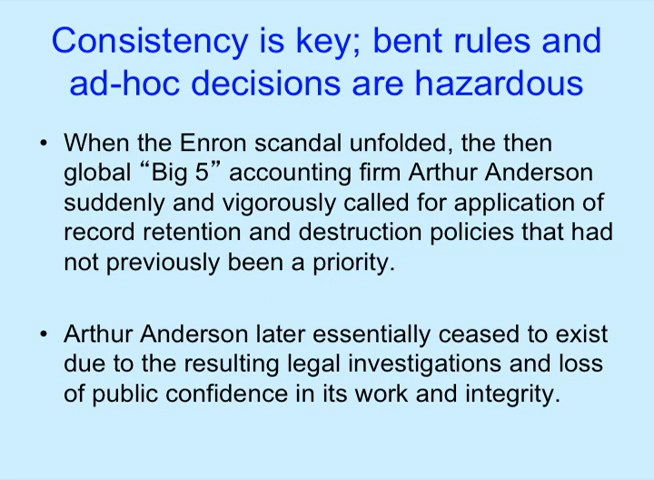 Consistency is key; bent rules and
ad-hoc decisions are hazardous
• When the Enron scandal unfolded, the then
global “Big 5” accounting firm Arthur Anderson
suddenly and vigorously called for application of
record retention and destruction policies that had
not previously been a priority.
• Arthur Anderson later essentially ceased to exist
due to the resulting legal investigations and loss
of public confidence in its work and integrity.